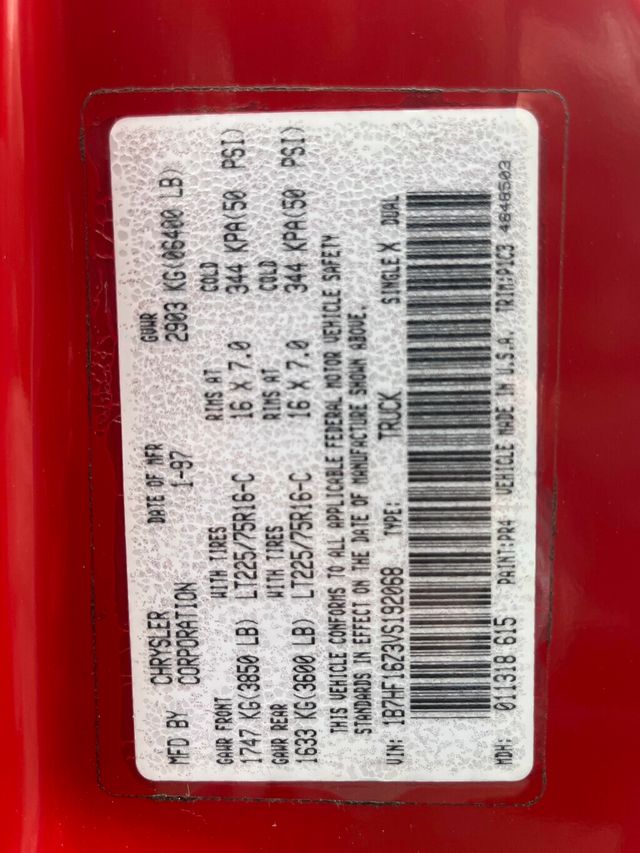 MFD BY CHRYSLER CORPORATION DATE OF MFR 1-97 GVWR 2903 KG(06400 LB)
GAWR FRONT WITH TIRES RIMS AT COLD
1747 KG(3850 LB) LT225/75R16-C 16 X 7.0 344 KPA(50 PSI)
GAWR REAR WITH TIRES RIMS AT COLD
1633 KG(3600 LB) LT225/75R16-C 16 X 7.0 344 KPA(50 PSI)
THIS VEHICLE CONFORMS TO ALL APPLICABLE FEDERAL MOTOR VEHICLE SAFETY
STANDARDS IN EFFECT ON THE DATE OF MANUFACTURE SHOWN ABOVE.
VIN: 1B7HF16Z3VS192068 TYPE: TRUCK SINGLE X DUAL
MDH: 011318 615 PAINT:PR4 VEHICLE MADE IN U.S.A. TRIM:PIC3 4648503